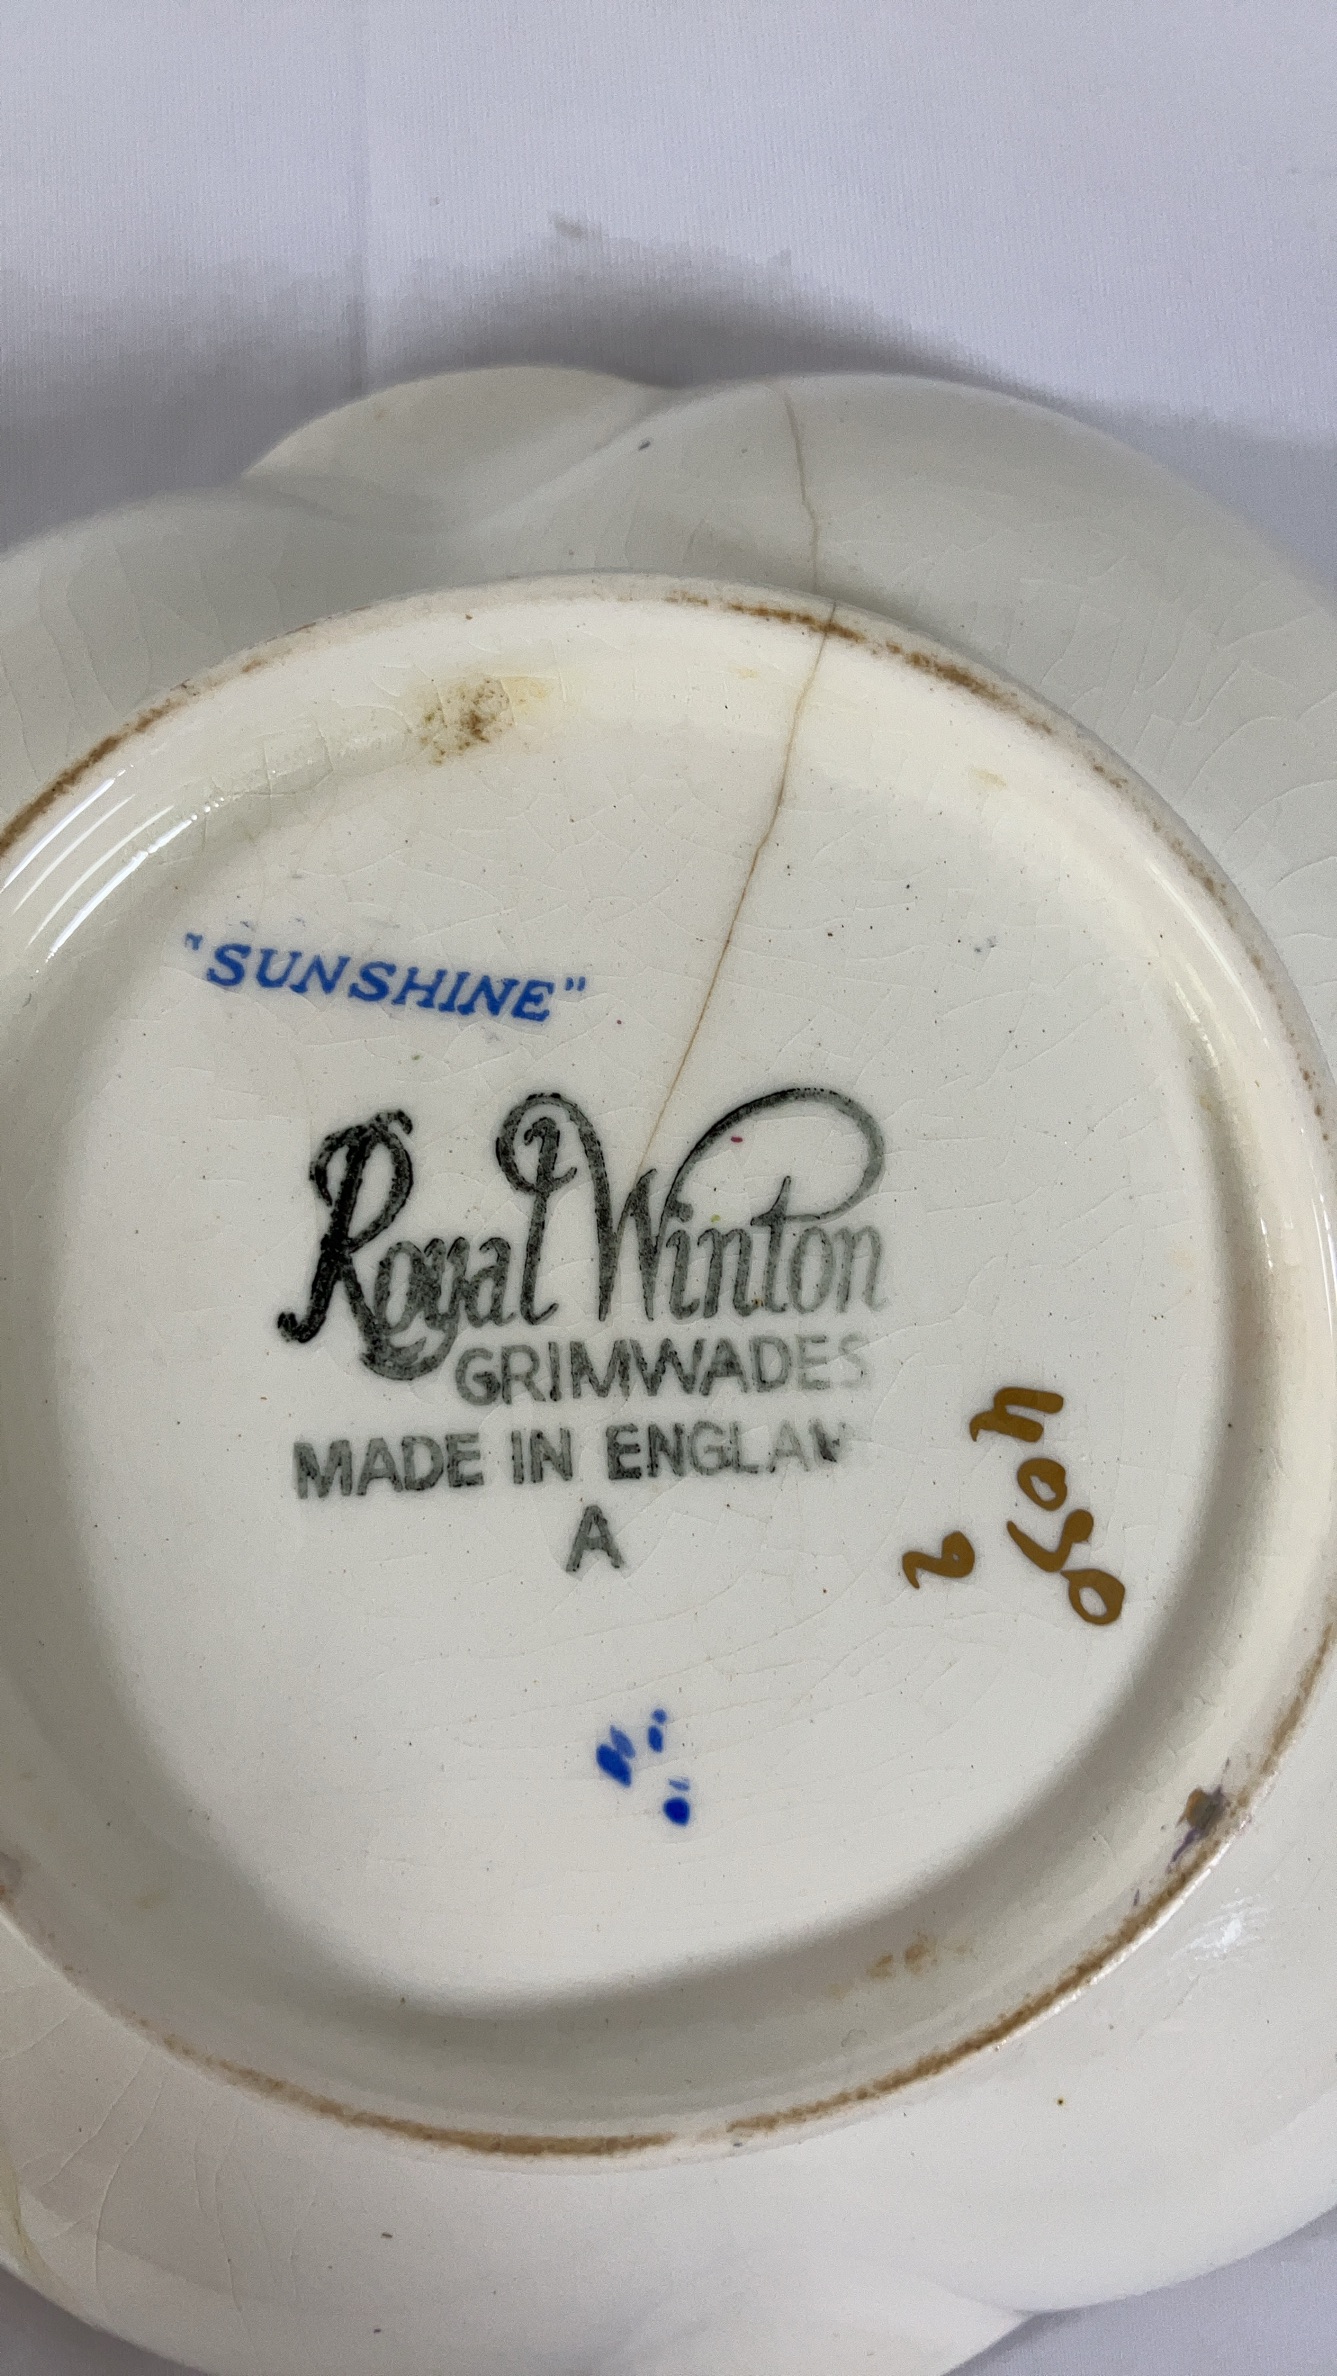 "SUNSHINE"
Royal Winton
GRIMWADES
MADE IN ENGLAN
A